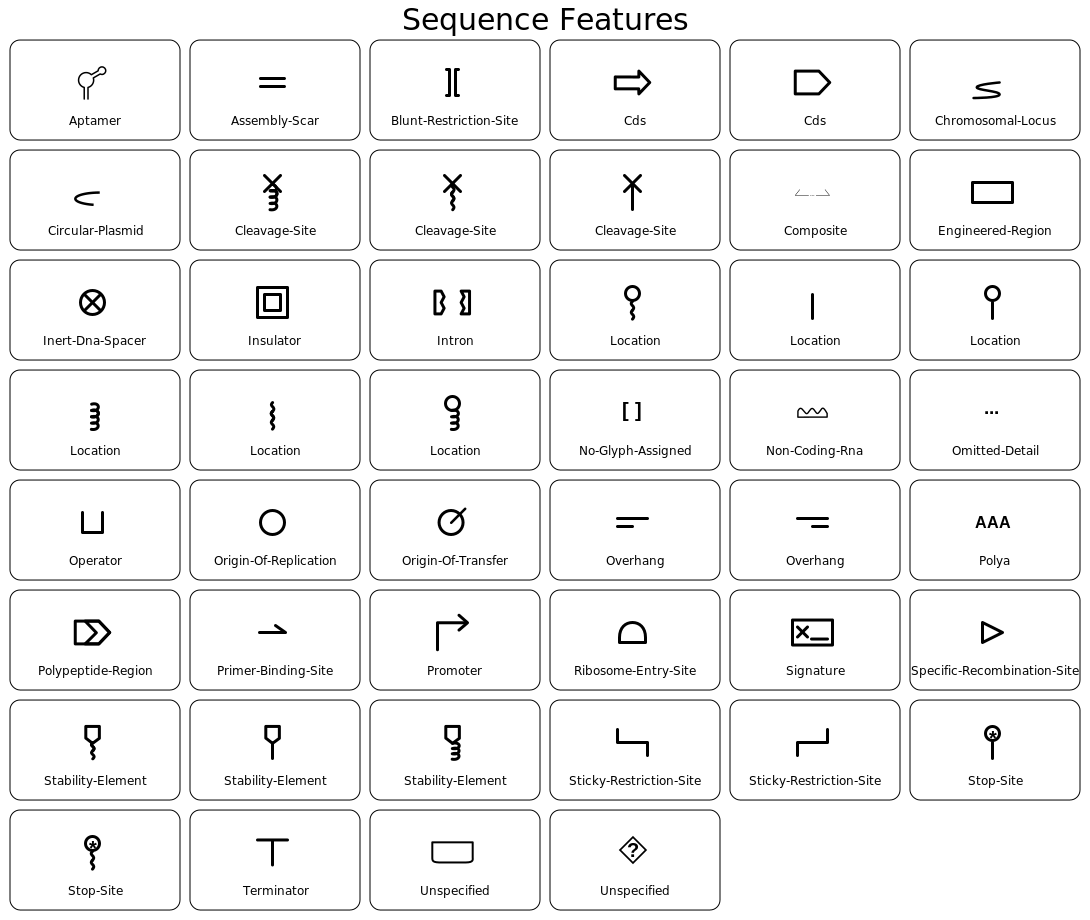 Sequence Features
Aptamer
Assembly-Scar
Blunt-Restriction-Site
Cds
Cds
Chromosomal-Locus
Circular-Plasmid
Cleavage-Site
Cleavage-Site
Cleavage-Site
Composite
Engineered-Region
Inert-Dna-Spacer
Insulator
Intron
Location
Location
Location
Location
Location
Location
[ ]
No-Glyph-Assigned
Non-Coding-Rna
...
Omitted-Detail
Operator
Origin-Of-Replication
Origin-Of-Transfer
Overhang
Overhang
AAA
Polya
Polypeptide-Region
Primer-Binding-Site
Promoter
Ribosome-Entry-Site
Signature
Specific-Recombination-Site
Stability-Element
Stability-Element
Stability-Element
Sticky-Restriction-Site
Sticky-Restriction-Site
*
Stop-Site
*
Stop-Site
Terminator
Unspecified
?
Unspecified